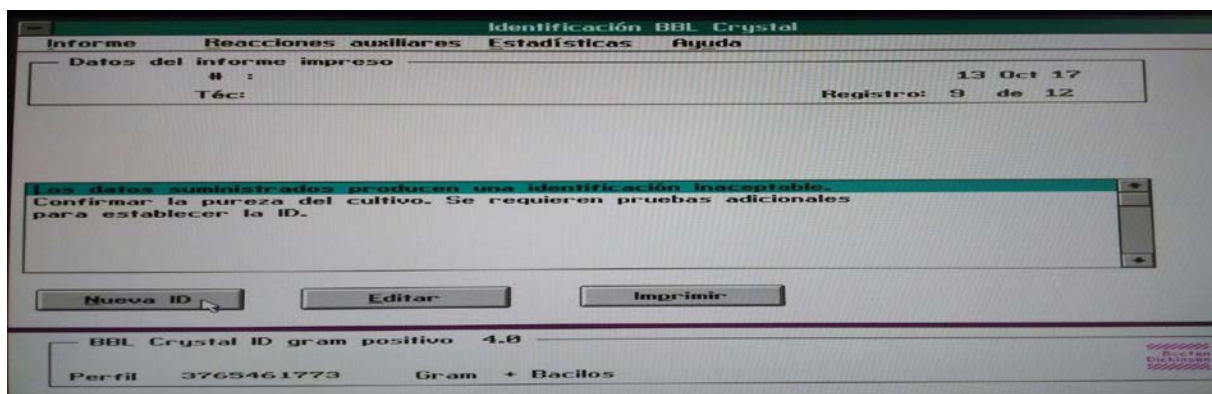 Identificación BBL Crystal
Informe Reacciones auxiliares Estadísticas Ayuda
Datos del informe impreso
# : 13 Oct 17
Téc: Registro: 9 de 12
Los datos suministrados producen una identificación inaceptable.
Confirmar la pureza del cultivo. Se requieren pruebas adicionales
para establecer la ID.
Nueva ID Editar Imprimir
BBL Crystal ID gram positivo 4.0
Becton
Dickinson
Perfil 3765461773 Gram + Bacilos